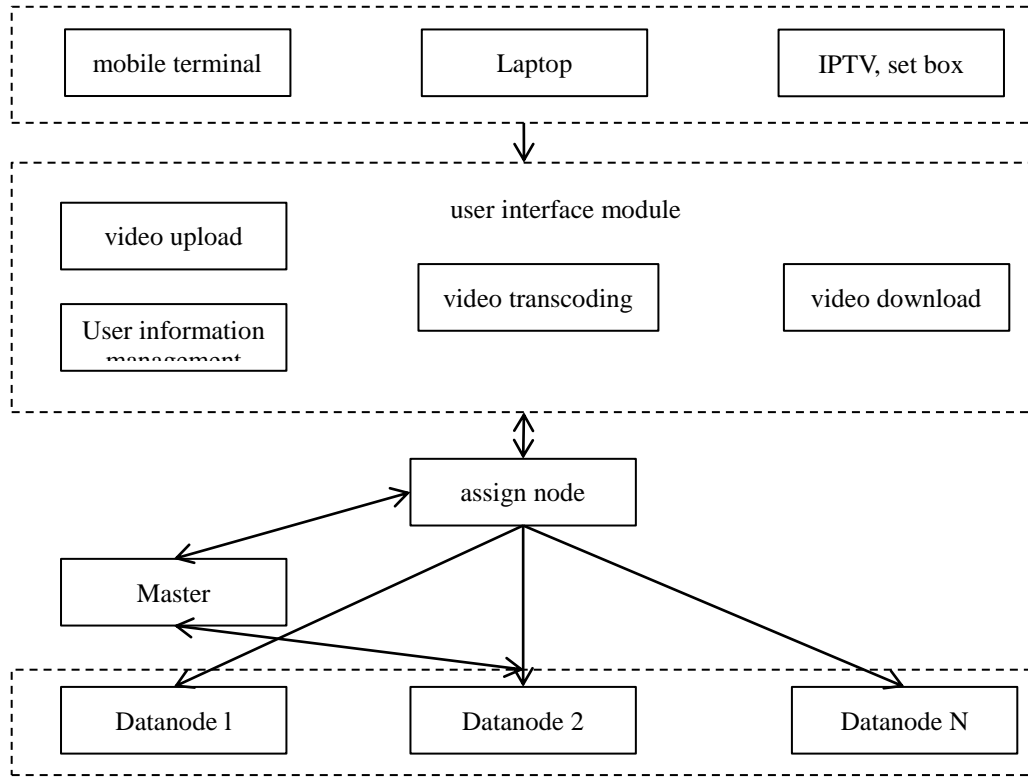 mobile terminal
Laptop
IPTV, set box
user interface module
video upload
video transcoding
video download
User information
management
assign node
Master
Datanode l
Datanode 2
Datanode N